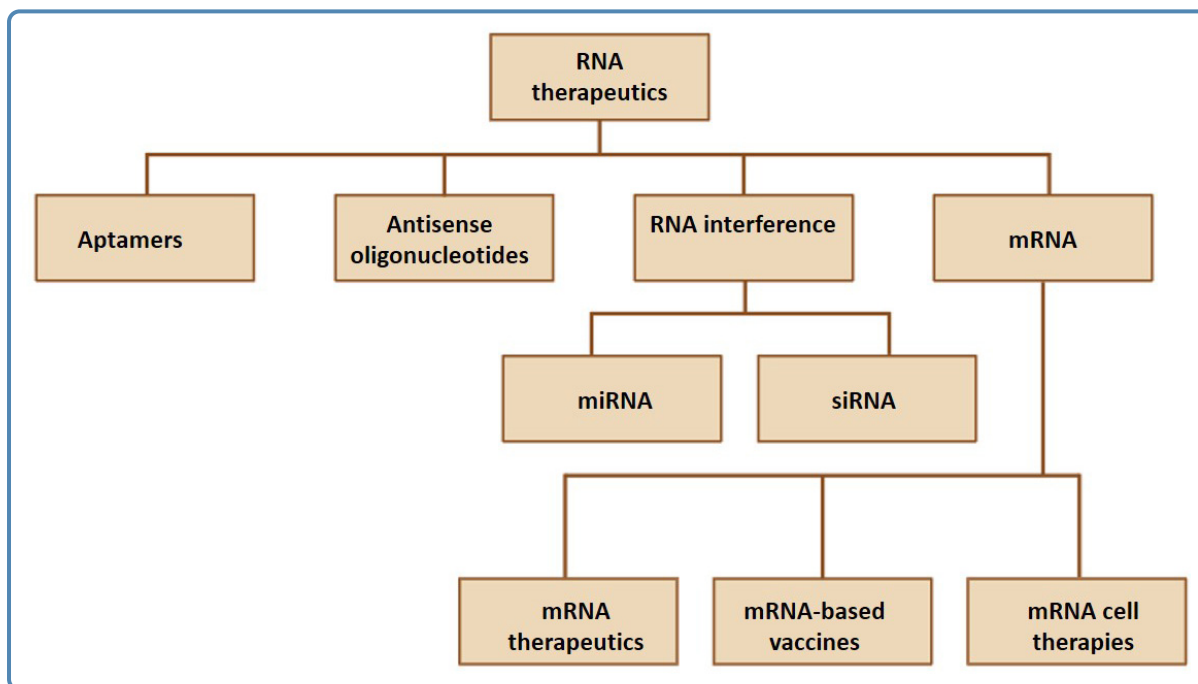 RNA
therapeutics
Aptamers
Antisense
oligonucleotides
RNA interference
mRNA
miRNA
siRNA
mRNA
therapeutics
mRNA-based
vaccines
mRNA cell
therapies